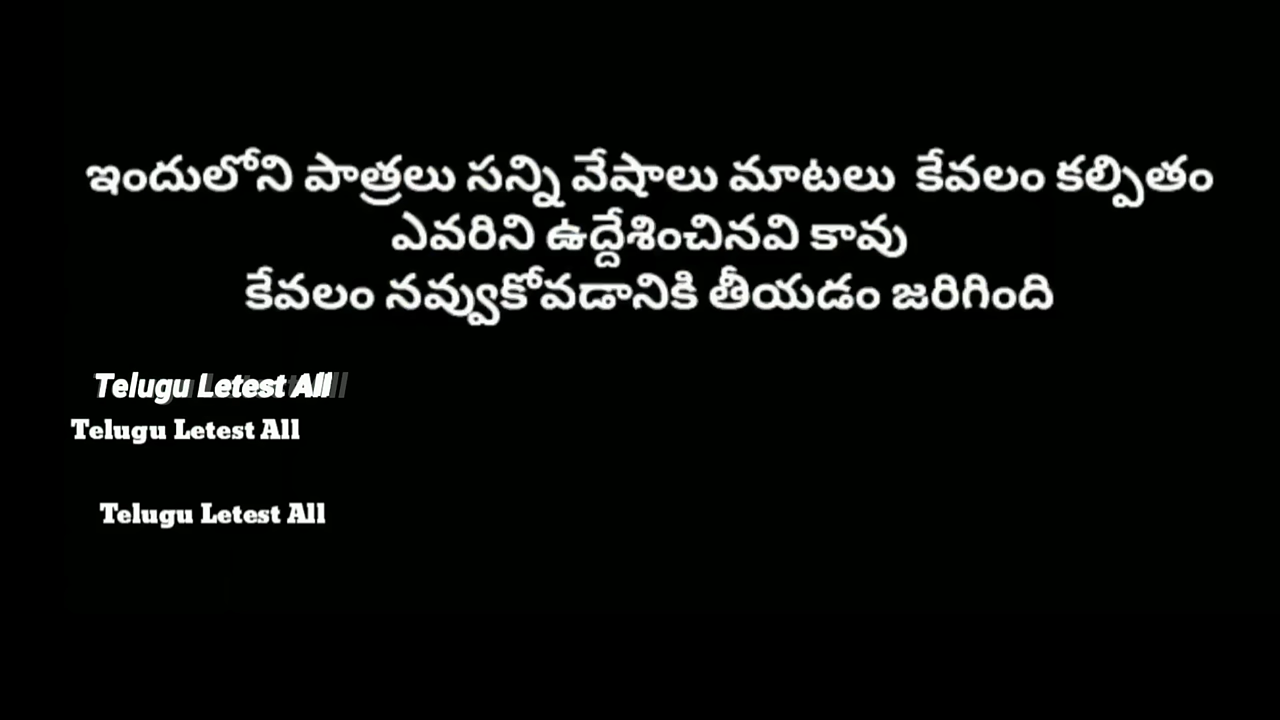 ఇందులోని పాత్రలు సన్ని వేషాలు మాటలు కేవలం కల్పితం
ఎవరిని ఉద్దేశించినవి కావు
కేవలం నవ్వుకోవడానికి తీయడం జరిగింది
Telugu Letest All
Telugu Letest All
Telugu Letest All